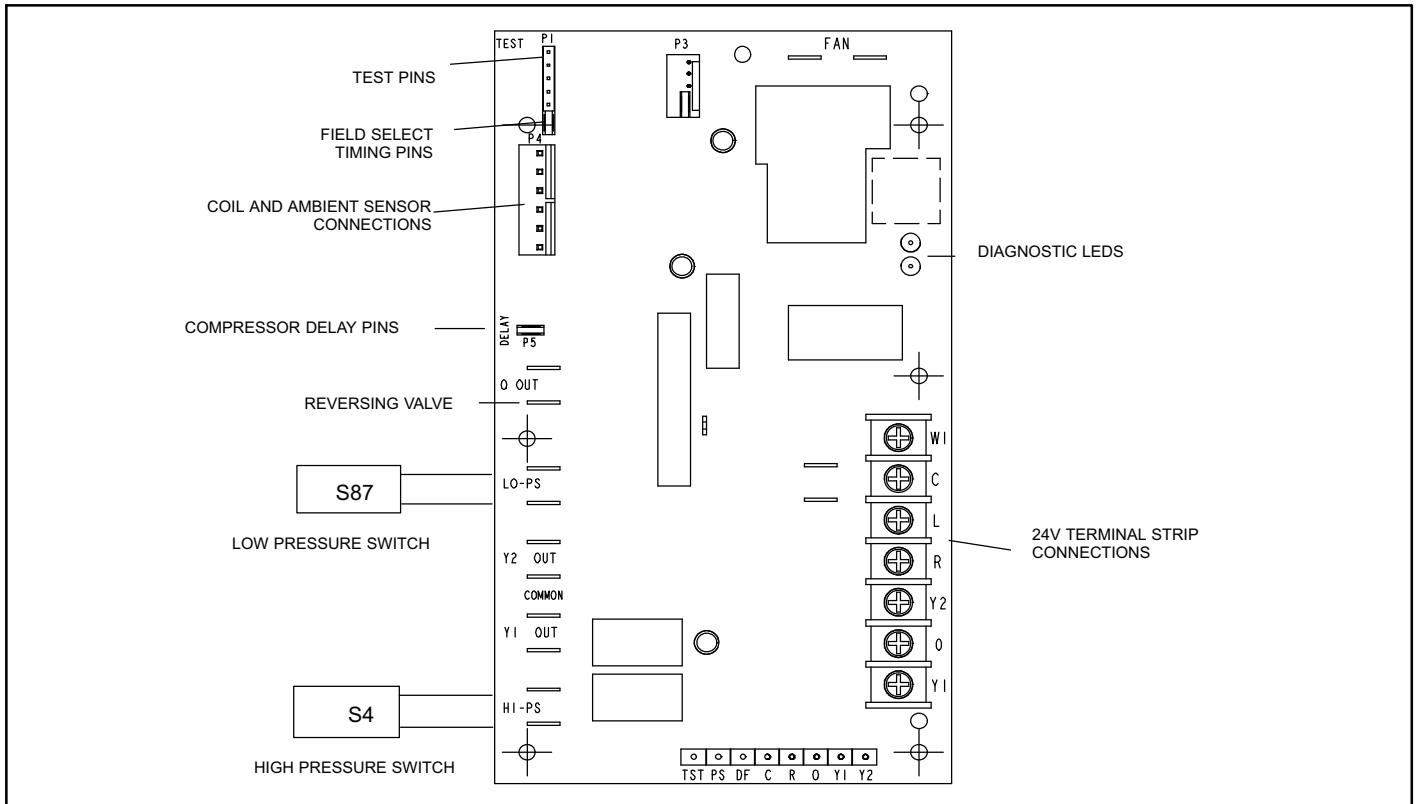 TEST P1
P3
FAN
TEST PINS
FIELD SELECT
TIMING PINS
P4
COIL AND AMBIENT SENSOR
CONNECTIONS
DIAGNOSTIC LEDS
COMPRESSOR DELAY PINS
DELAY
P5
O OUT
REVERSING VALVE
W1
C
L
R
Y2
O
Y1
S87
LO-PS
LOW PRESSURE SWITCH
24V TERMINAL STRIP
CONNECTIONS
Y2 OUT
COMMON
Y1 OUT
S4
HI-PS
HIGH PRESSURE SWITCH
TST PS DF C R O Y1 Y2